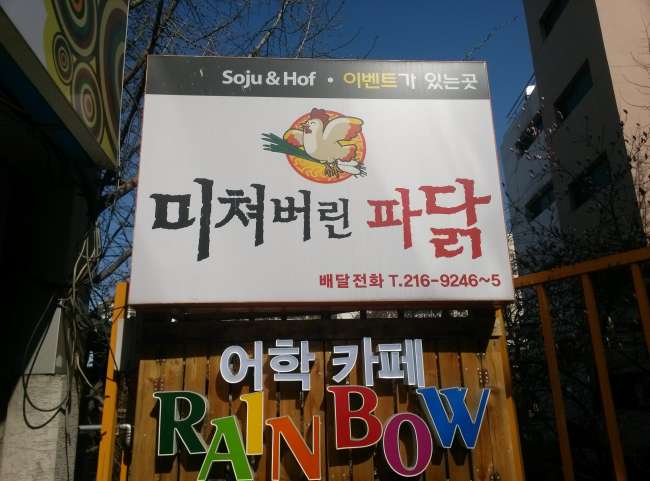 Soju & Hof • 이벤트가 있는곳
미쳐버린 파닭
배달전화 T.216-9246~5
어학 카페
RAINBOW